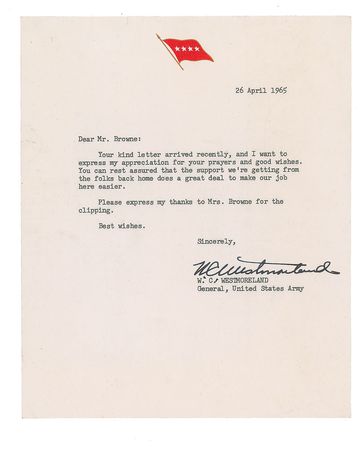 26 April 1965
Dear Mr. Browne:
Your kind letter arrived recently, and I want to
express my appreciation for your prayers and good wishes.
You can rest assured that the support we're getting from
the folks back home does a great deal to make our job
here easier.
Please express my thanks to Mrs. Browne for the
clipping.
Best wishes.
Sincerely,
WCWestmoreland
W. C. WESTMORELAND
General, United States Army